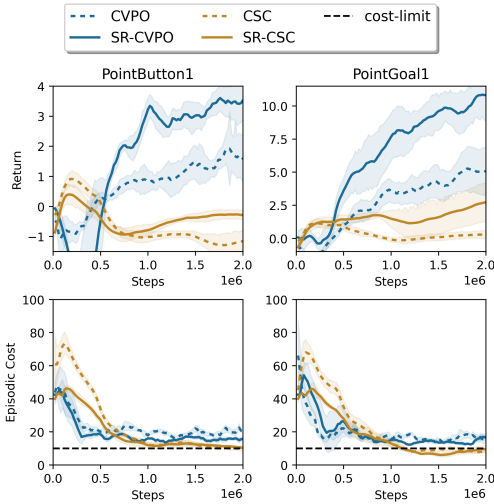 CVPO CSC cost-limit
SR-CVPO SR-CSC
PointButton1 PointGoal1
4
3
2
1
0
−1
Return
0.0 0.5 1.0 1.5 2.0
Steps 1e6
10.0
7.5
5.0
2.5
0.0
0.0 0.5 1.0 1.5 2.0
Steps 1e6
100
80
60
40
20
0
Episodic Cost
0.0 0.5 1.0 1.5 2.0
Steps 1e6
100
80
60
40
20
0
0.0 0.5 1.0 1.5 2.0
Steps 1e6